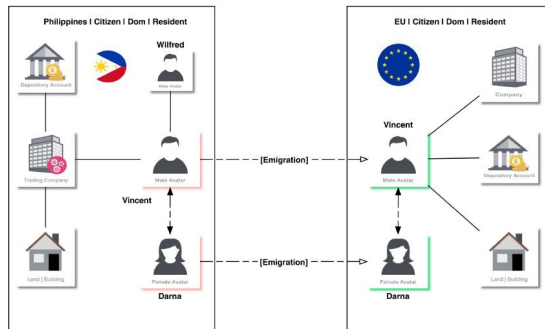 Philippines | Citizen | Dom | Resident
Depository Account
Wilfred
Male Avatar
Trading Company
Male Avatar
Vincent
Land | Building
Female Avatar
Darna
[Emigration]
[Emigration]
EU | Citizen | Dom | Resident
Company
Vincent
Male Avatar
Depository Account
Land | Building
Female Avatar
Darna